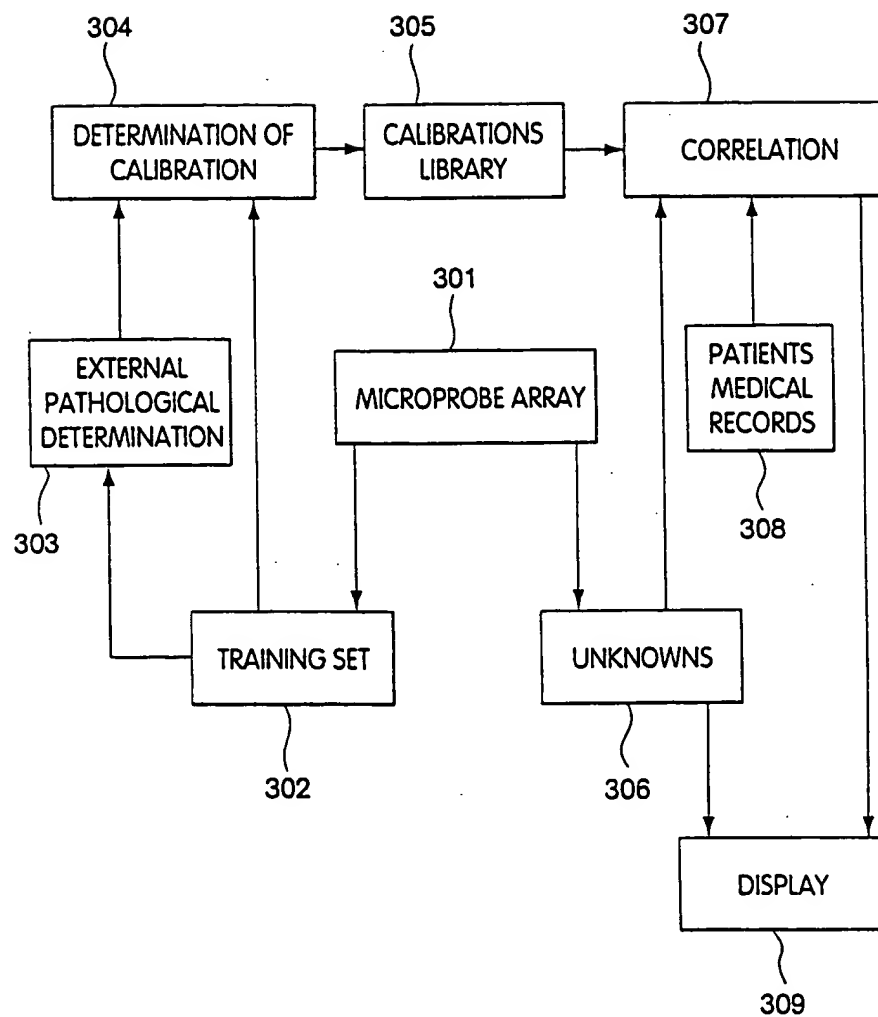 304
305
307
DETERMINATION OF
CALIBRATION
CALIBRATIONS
LIBRARY
CORRELATION
301
EXTERNAL
PATHOLOGICAL
DETERMINATION
MICROPROBE ARRAY
PATIENTS
MEDICAL
RECORDS
303
308
TRAINING SET
UNKNOWNS
302
306
DISPLAY
309